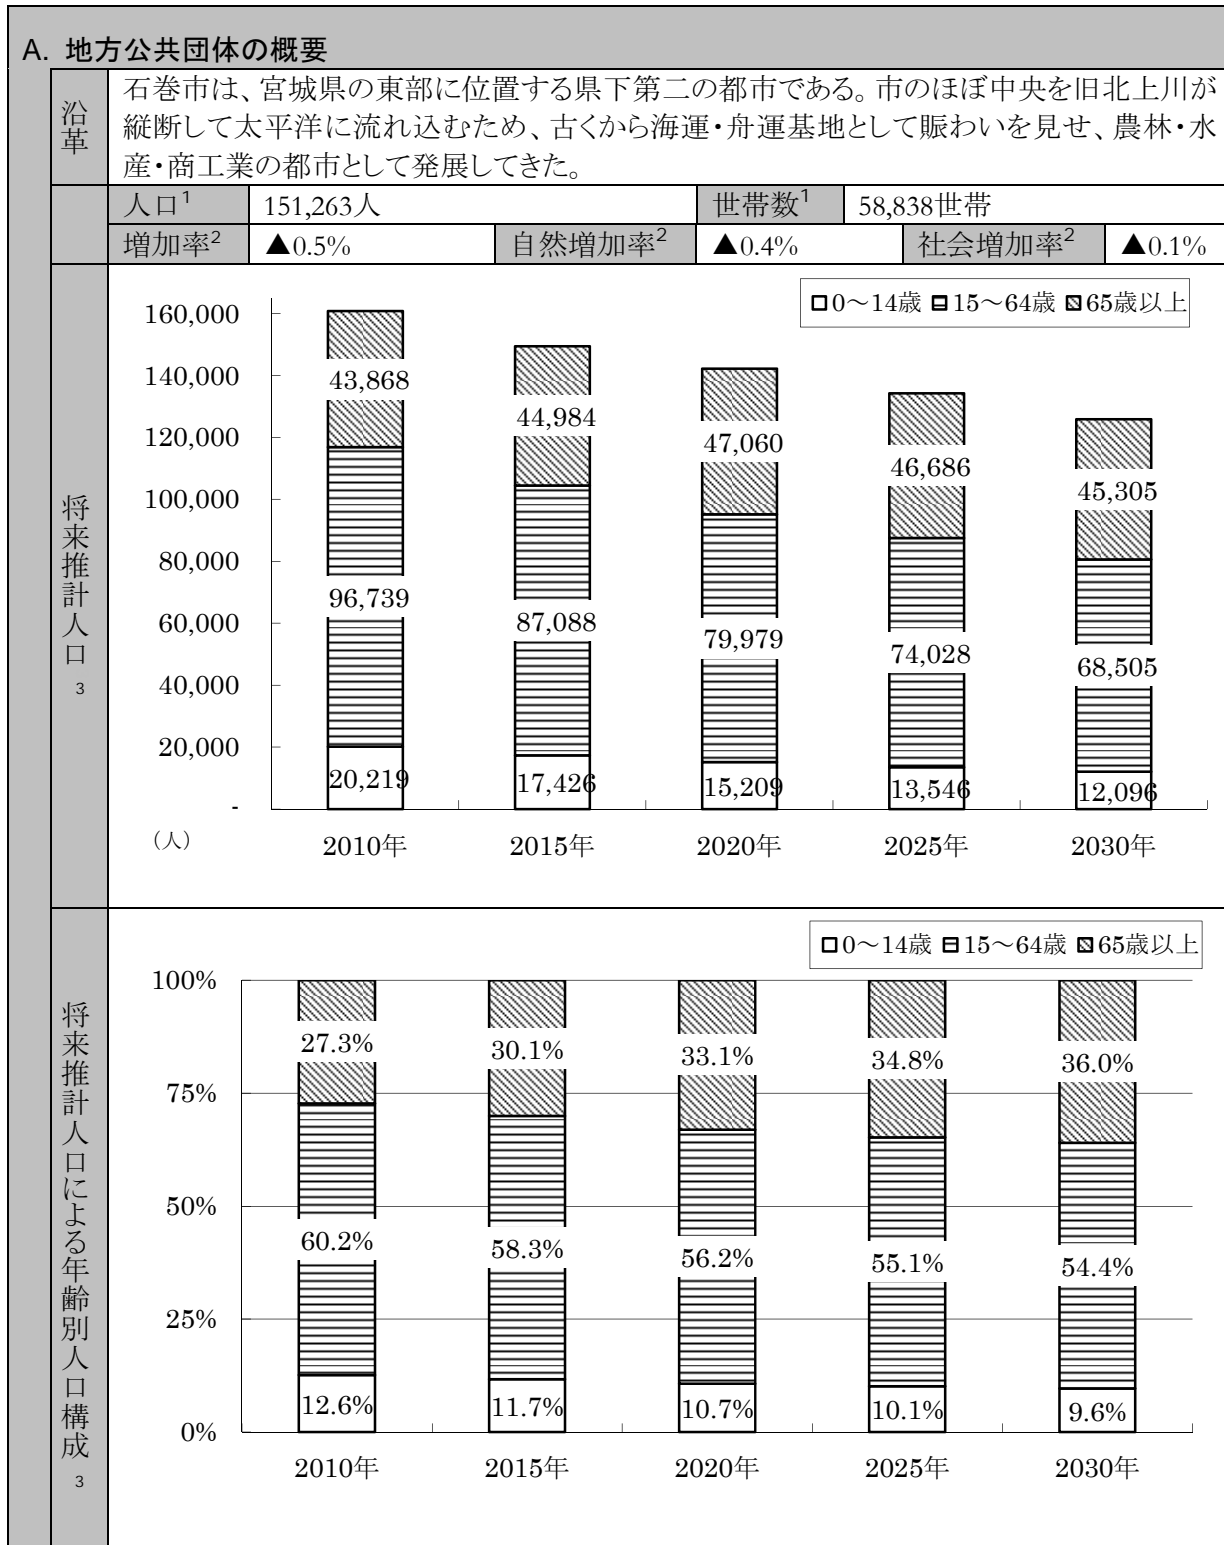 A. 地方公共団体の概要
沿革
石巻市は、宮城県の東部に位置する県下第二の都市である。市のほぼ中央を旧北上川が
縦断して太平洋に流れ込むため、古くから海運・舟運基地として賑わいを見せ、農林・水
産・商工業の都市として発展してきた。
人口1 151,263人 世帯数1 58,838世帯
増加率2 ▲0.5% 自然増加率2 ▲0.4% 社会増加率2 ▲0.1%
将来推計人口3
0～14歳 15～64歳 65歳以上
160,000
140,000
120,000
100,000
80,000
60,000
40,000
20,000
-
(人)
43,868 44,984 47,060 46,686 45,305
96,739 87,088 79,979 74,028 68,505
20,219 17,426 15,209 13,546 12,096
2010年 2015年 2020年 2025年 2030年
将来推計人口による年齢別人口構成3
0～14歳 15～64歳 65歳以上
100%
75%
50%
25%
0%
27.3% 30.1% 33.1% 34.8% 36.0%
60.2% 58.3% 56.2% 55.1% 54.4%
12.6% 11.7% 10.7% 10.1% 9.6%
2010年 2015年 2020年 2025年 2030年